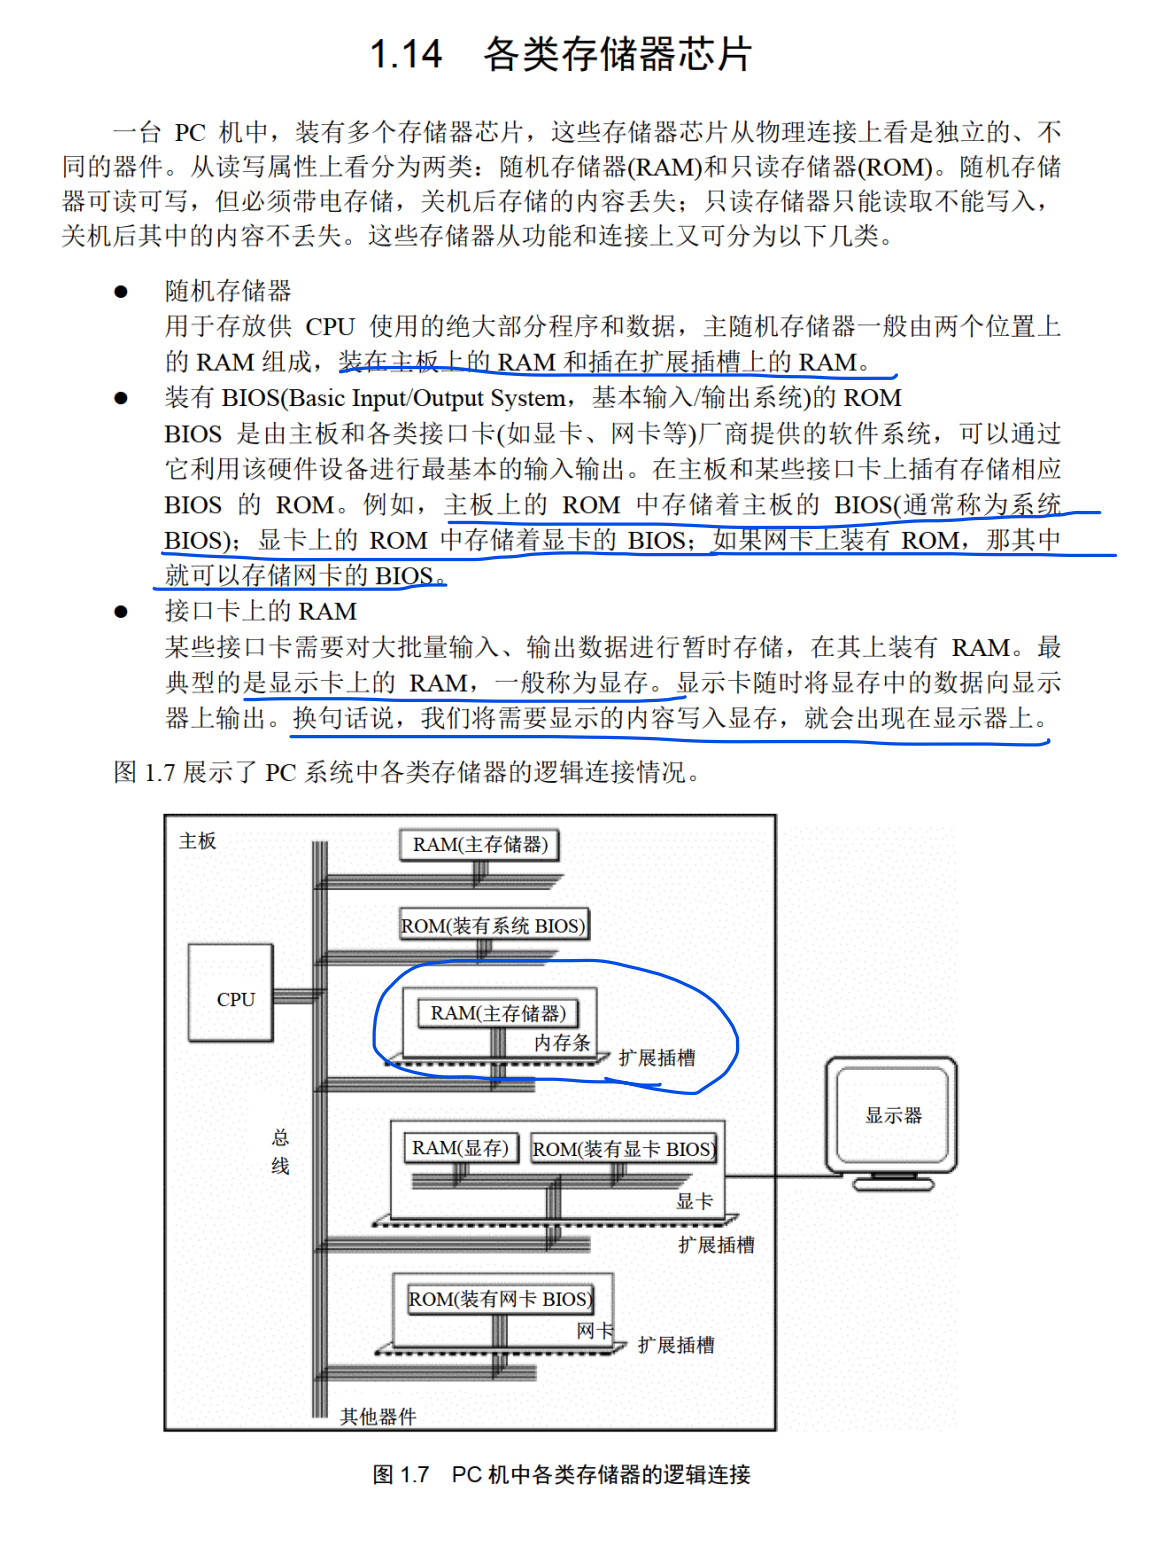 1.14 各类存储器芯片
一台 PC 机中，装有多个存储器芯片，这些存储器芯片从物理连接上看是独立的、不
同的器件。从读写属性上看分为两类：随机存储器(RAM)和只读存储器(ROM)。随机存储
器可读可写，但必须带电存储，关机后存储的内容丢失；只读存储器只能读取不能写入，
关机后其中的内容不丢失。这些存储器从功能和连接上又可分为以下几类。
● 随机存储器
用于存放供 CPU 使用的绝大部分程序和数据，主随机存储器一般由两个位置上
的 RAM 组成，装在主板上的 RAM 和插在扩展插槽上的 RAM。
● 装有 BIOS(Basic Input/Output System，基本输入/输出系统)的 ROM
BIOS 是由主板和各类接口卡(如显卡、网卡等)厂商提供的软件系统，可以通过
它利用该硬件设备进行最基本的输入输出。在主板和某些接口卡上插有存储相应
BIOS 的 ROM。例如，主板上的 ROM 中存储着主板的 BIOS(通常称为系统
BIOS)；显卡上的 ROM 中存储着显卡的 BIOS；如果网卡上装有 ROM，那其中
就可以存储网卡的 BIOS。
● 接口卡上的 RAM
某些接口卡需要对大批量输入、输出数据进行暂时存储，在其上装有 RAM。最
典型的是显示卡上的 RAM，一般称为显存。显示卡随时将显存中的数据向显示
器上输出。换句话说，我们将需要显示的内容写入显存，就会出现在显示器上。
图 1.7 展示了 PC 系统中各类存储器的逻辑连接情况。
主板
RAM(主存储器)
ROM(装有系统 BIOS)
CPU
RAM(主存储器)
内存条
扩展插槽
显示器
总
线
RAM(显存)
ROM(装有显卡 BIOS)
显卡
扩展插槽
ROM(装有网卡 BIOS)
网卡
扩展插槽
其他器件
图 1.7 PC 机中各类存储器的逻辑连接